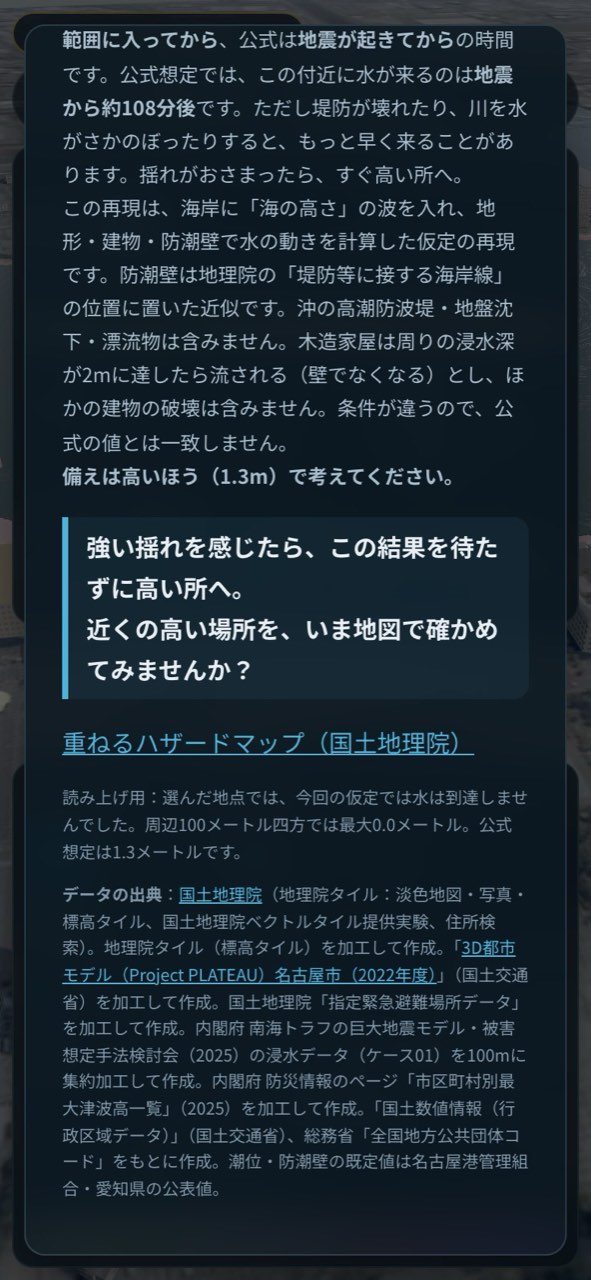 範囲に入ってから、公式は地震が起きてからの時間
です。公式想定では、この付近に水が来るのは地震
から約108分後です。ただし堤防が壊れたり、川を水
がさかのぼったりすると、もっと早く来ることがあ
ります。揺れがおさまったら、すぐ高い所へ。
この再現は、海岸に「海の高さ」の波を入れ、地
形・建物・防潮壁で水の動きを計算した仮定の再現
です。防潮壁は地理院の「堤防等に接する海岸線」
の位置に置いた近似です。沖の高潮防波堤・地盤沈
下・漂流物は含みません。木造家屋は周りの浸水深
が2mに達したら流される（壁でなくなる）とし、ほ
かの建物の破壊は含みません。条件が違うので、公
式の値とは一致しません。
備えは高いほう（1.3m）で考えてください。
強い揺れを感じたら、この結果を待た
ずに高い所へ。
近くの高い場所を、いま地図で確かめ
てみませんか？
重ねるハザードマップ（国土地理院）
読み上げ用：選んだ地点では、今回の仮定では水は到達しませ
んでした。周辺100メートル四方では最大0.0メートル。公式
想定は1.3メートルです。
データの出典：国土地理院（地理院タイル：淡色地図・写真・
標高タイル、国土地理院ベクトルタイル提供実験、住所検
索）。地理院タイル（標高タイル）を加工して作成。「3D都市
モデル（Project PLATEAU）名古屋市（2022年度）」（国土交通
省）を加工して作成。国土地理院「指定緊急避難場所データ」
を加工して作成。内閣府 南海トラフの巨大地震モデル・被害
想定手法検討会（2025）の浸水データ（ケース01）を100mに
集約加工して作成。内閣府 防災情報のページ「市区町村別最
大津波高一覧」（2025）を加工して作成。「国土数値情報（行
政区域データ）」（国土交通省）、総務省「全国地方公共団体コ
ード」をもとに作成。潮位・防潮壁の既定値は名古屋港管理組
合・愛知県の公表値。